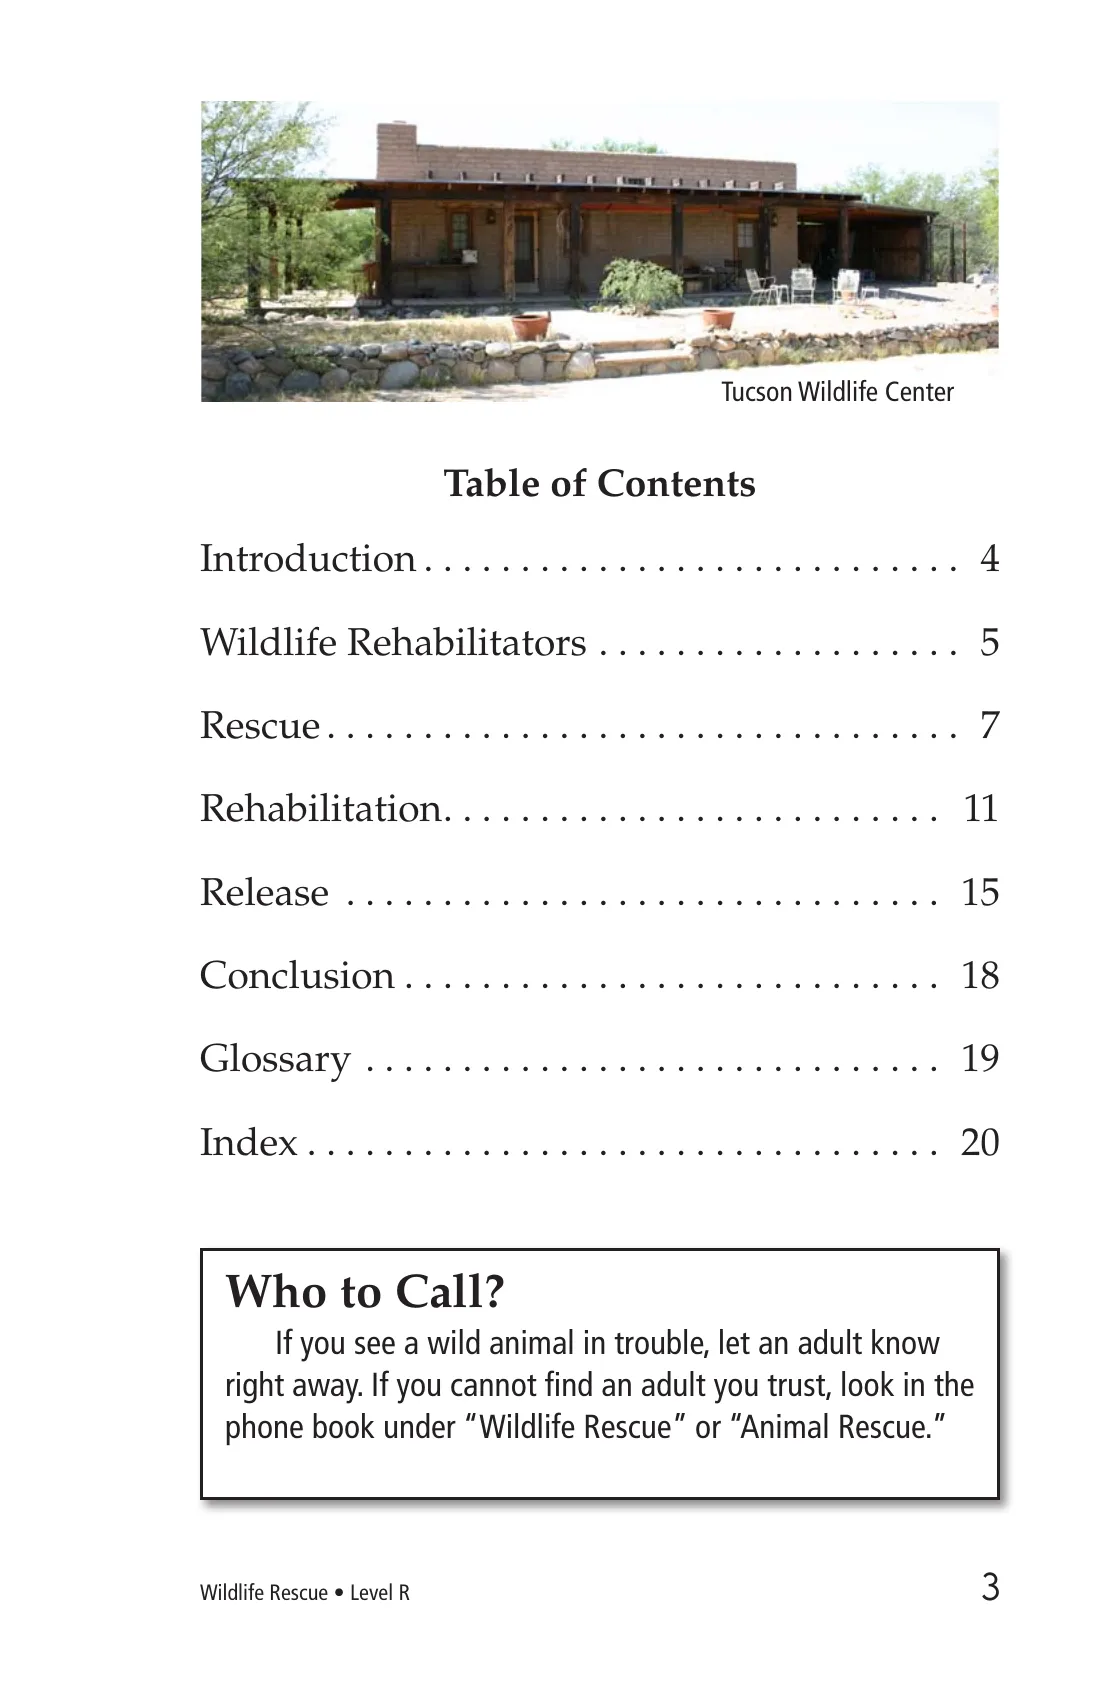 Tucson Wildlife Center
Table of Contents
Introduction . . . . . . . . . . . . . . . . . . . . . . . . . . . . 4
Wildlife Rehabilitators . . . . . . . . . . . . . . . . . . . 5
Rescue . . . . . . . . . . . . . . . . . . . . . . . . . . . . . . . . . 7
Rehabilitation. . . . . . . . . . . . . . . . . . . . . . . . . . 11
Release . . . . . . . . . . . . . . . . . . . . . . . . . . . . . . . 15
Conclusion . . . . . . . . . . . . . . . . . . . . . . . . . . . . 18
Glossary . . . . . . . . . . . . . . . . . . . . . . . . . . . . . . 19
Index . . . . . . . . . . . . . . . . . . . . . . . . . . . . . . . . . 20
Who to Call?
If you see a wild animal in trouble, let an adult know
right away. If you cannot find an adult you trust, look in the
phone book under “Wildlife Rescue” or “Animal Rescue.”
Wildlife Rescue • Level R 3